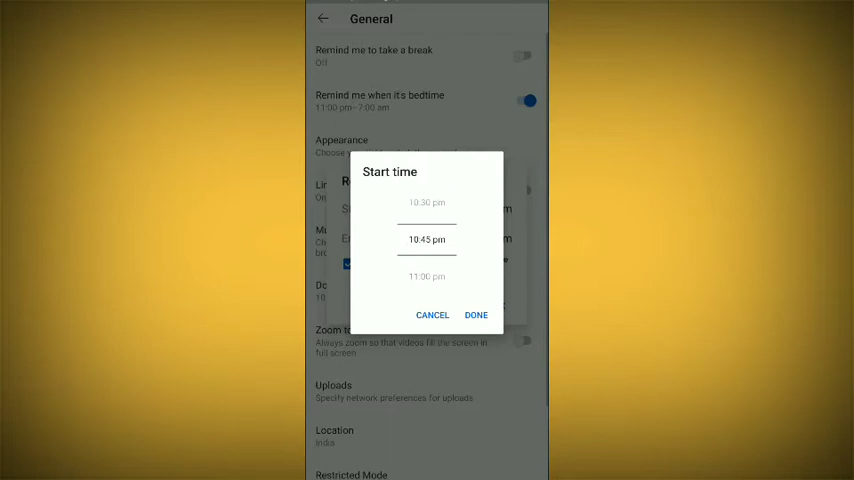 General
Remind me to take a break
Off
Remind me when it's bedtime
11:00 pm - 7:00 am
Appearance
Start time
10:30 pm
10:45 pm
11:00 pm
CANCEL
DONE
Zoom to
Always zoom so that videos fill the screen in
full screen
Uploads
Specify network preferences for uploads
Location
India
Restricted Mode